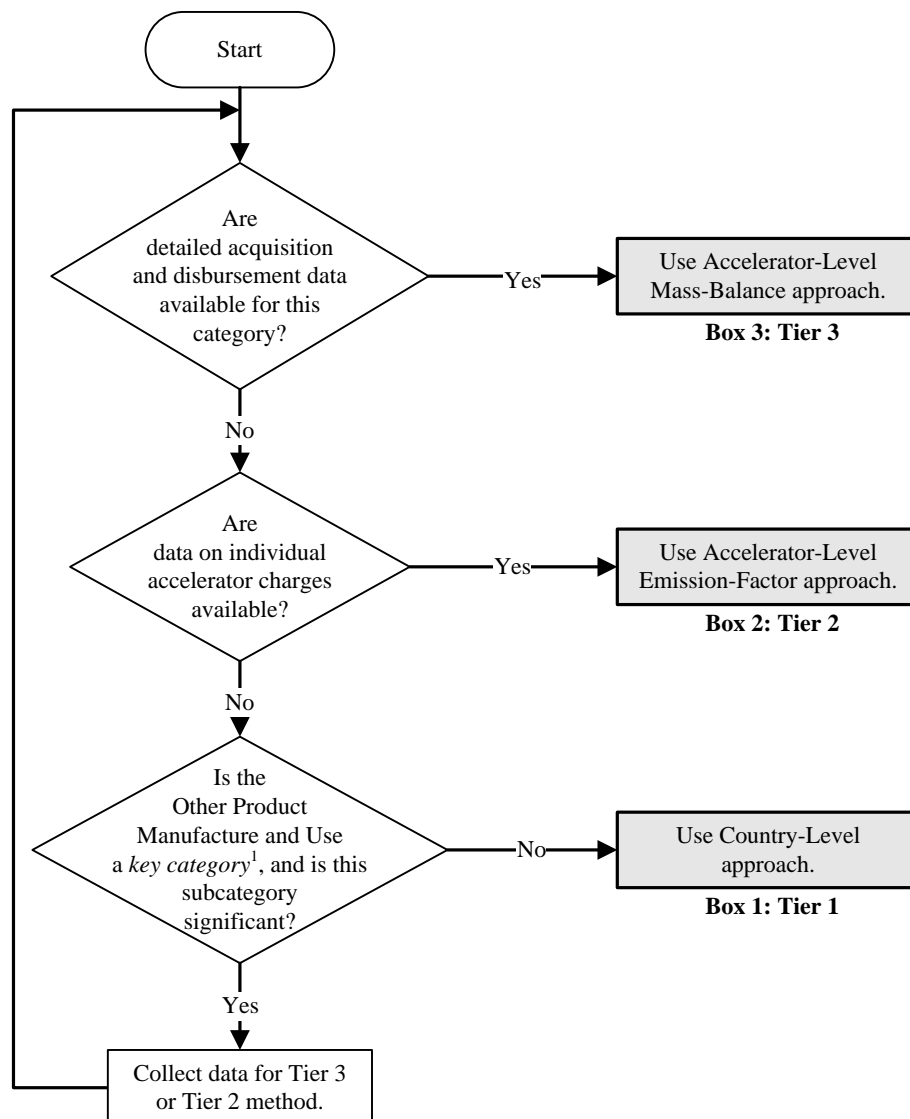 Start
Are
detailed acquisition
and disbursement data
available for this
category?
Yes
Use Accelerator-Level
Mass-Balance approach.
Box 3: Tier 3
No
Are
data on individual
accelerator charges
available?
Yes
Use Accelerator-Level
Emission-Factor approach.
Box 2: Tier 2
No
Is the
Other Product
Manufacture and Use
a key category¹, and is this
subcategory
significant?
No
Use Country-Level
approach.
Box 1: Tier 1
Yes
Collect data for Tier 3
or Tier 2 method.